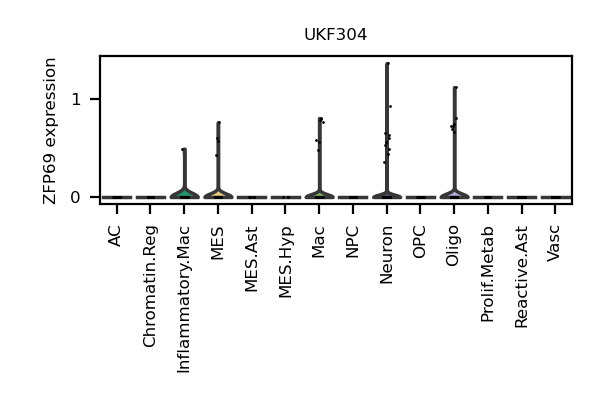 UKF304
ZFP69 expression
1
0
AC
Chromatin.Reg
Inflammatory.Mac
MES
MES.Ast
MES.Hyp
Mac
NPC
Neuron
OPC
Oligo
Prolif.Metab
Reactive.Ast
Vasc